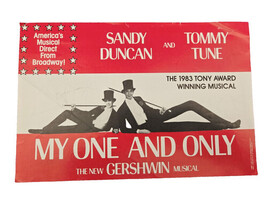 America's
Musical
Direct
From
Broadway!
SANDY
DUNCAN
AND
TOMMY
TUNE
THE 1983 TONY AWARD
WINNING MUSICAL
MY ONE AND ONLY
THE NEW GERSHWIN MUSICAL